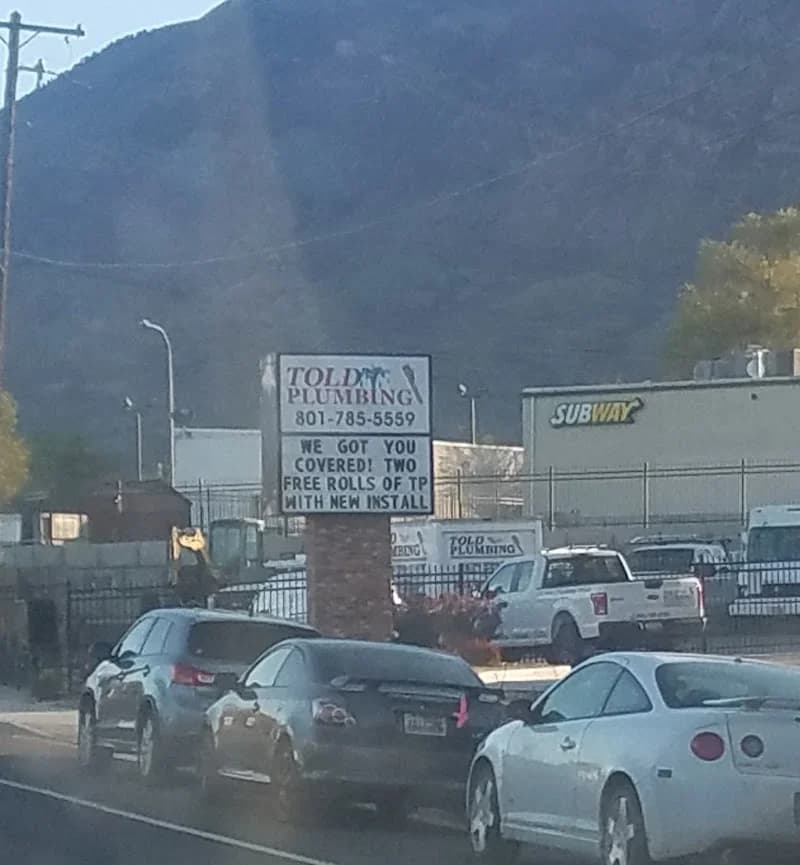 TOLD
PLUMBING
801-785-5559
WE GOT YOU
COVERED! TWO
FREE ROLLS OF TP
WITH NEW INSTALL
SUBWAY
TOLD
PLUMBING